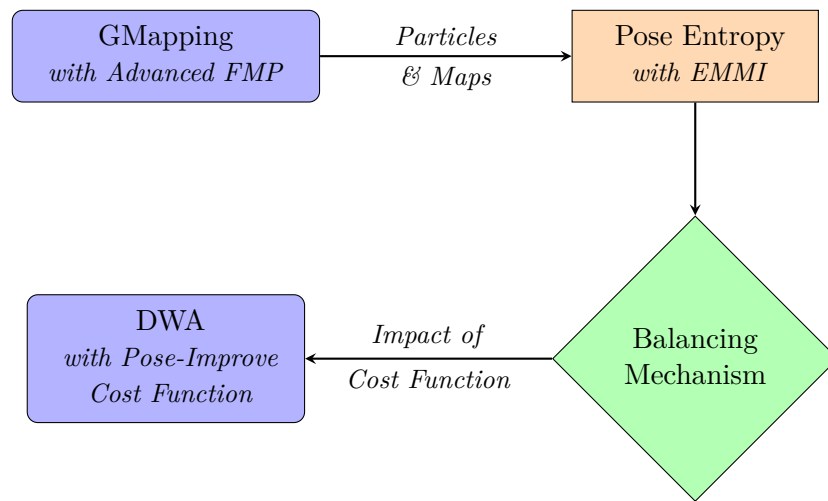 GMapping
with Advanced FMP
Particles
& Maps
Pose Entropy
with EMMI
Balancing
Mechanism
Impact of
Cost Function
DWA
with Pose-Improve
Cost Function